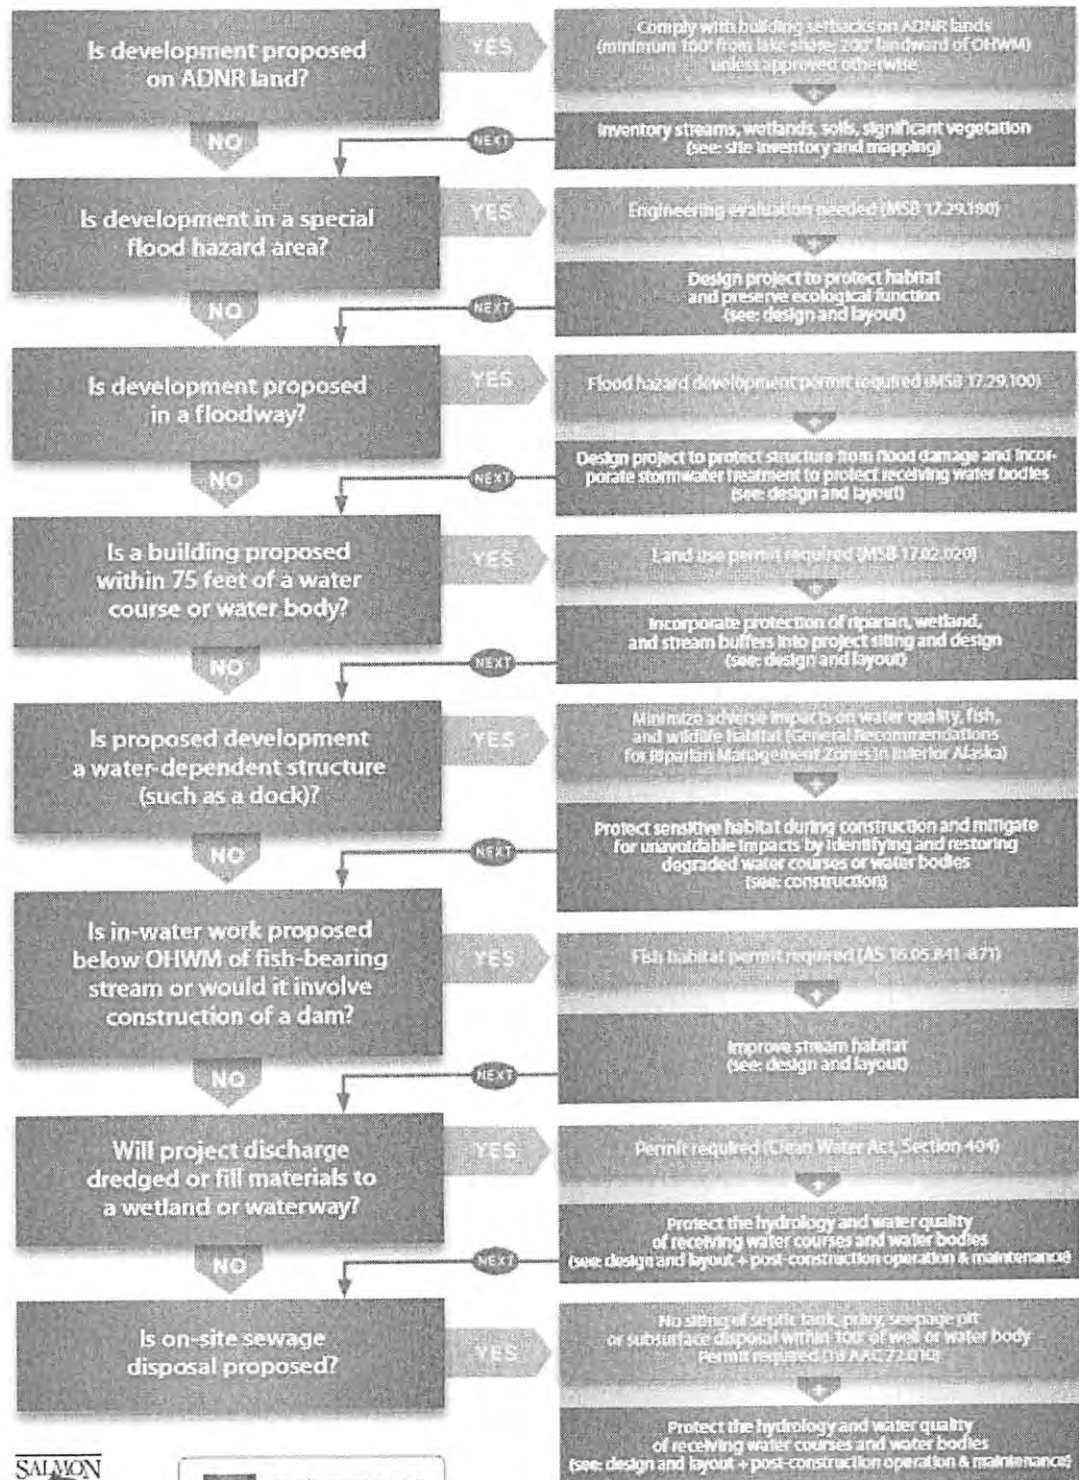 Is development proposed
on ADNR land?
YES
Comply with building setbacks on ADNR lands
(minimum 100' from lake shore; 200' landward of OHWM)
unless approved otherwise
+
Inventory streams, wetlands, soils, significant vegetation
(see: site inventory and mapping)
NEXT
NO
Is development in a special
flood hazard area?
YES
Engineering evaluation needed (MSB 17.29.180)
+
Design project to protect habitat
and preserve ecological function
(see: design and layout)
NEXT
NO
Is development proposed
in a floodway?
YES
Flood hazard development permit required (MSB 17.29.100)
+
Design project to protect structure from flood damage and incor-
porate stormwater treatment to protect receiving water bodies
(see: design and layout)
NEXT
NO
Is a building proposed
within 75 feet of a water
course or water body?
YES
Land use permit required (MSB 17.02.020)
+
Incorporate protection of riparian, wetland,
and stream buffers into project siting and design
(see: design and layout)
NEXT
NO
Is proposed development
a water-dependent structure
(such as a dock)?
YES
Minimize adverse impacts on water quality, fish,
and wildlife habitat (General Recommendations
for Riparian Management Zones in Interior Alaska)
+
Protect sensitive habitat during construction and mitigate
for unavoidable impacts by identifying and restoring
degraded water courses or water bodies
(see: construction)
NEXT
NO
Is in-water work proposed
below OHWM of fish-bearing
stream or would it involve
construction of a dam?
YES
Fish habitat permit required (AS 16.05.841-871)
+
Improve stream habitat
(see: design and layout)
NEXT
NO
Will project discharge
dredged or fill materials to
a wetland or waterway?
YES
Permit required (Clean Water Act, Section 404)
+
Protect the hydrology and water quality
of receiving water courses and water bodies
(see: design and layout + post-construction operation & maintenance)
NEXT
NO
Is on-site sewage
disposal proposed?
YES
No siting of septic tank, privy, seepage pit
or subsurface disposal within 100' of well or water body
Permit required (18 AAC 72.010)
+
Protect the hydrology and water quality
of receiving water courses and water bodies
(see: design and layout + post-construction operation & maintenance)
SALMON